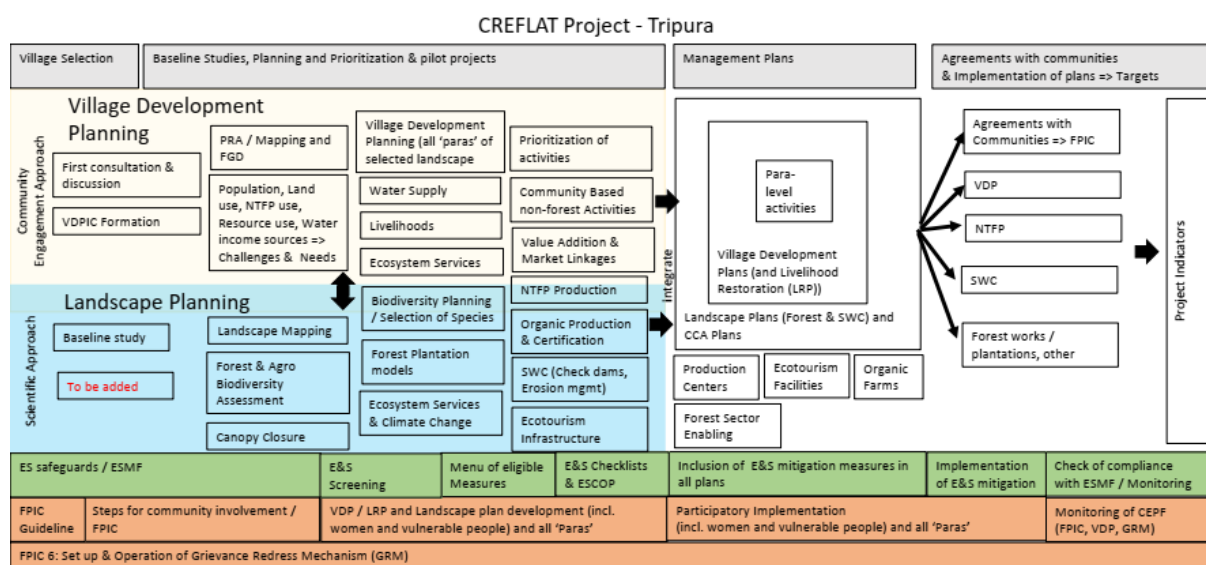 CREFLAT Project - Tripura
Village Selection
Baseline Studies, Planning and Prioritization & pilot projects
Management Plans
Agreements with communities
& Implementation of plans => Targets
Community
Engagement Approach
Village Development
Planning
First consultation &
discussion
VDPIC Formation
PRA / Mapping and
FGD
Population, Land
use, NTFP use,
Resource use, Water
income sources =>
Challenges & Needs
Village Development
Planning (all 'paras' of
selected landscape
Water Supply
Livelihoods
Ecosystem Services
Prioritization of
activities
Community Based
non-forest Activities
Value Addition &
Market Linkages
NTFP Production
Scientific Approach
Landscape Planning
Baseline study
To be added
Landscape Mapping
Forest & Agro
Biodiversity
Assessment
Canopy Closure
Biodiversity Planning
/ Selection of Species
Forest Plantation
models
Ecosystem Services
& Climate Change
Organic Production
& Certification
SWC (Check dams,
Erosion mgmt)
Ecotourism
Infrastructure
Integrate
Para-
level
activities
Village Development
Plans (and Livelihood
Restoration (LRP))
Landscape Plans (Forest & SWC) and
CCA Plans
Production
Centers
Ecotourism
Facilities
Organic
Farms
Forest Sector
Enabling
Agreements with
Communities => FPIC
VDP
NTFP
SWC
Forest works /
plantations, other
Project Indicators
ES safeguards / ESMF
E&S
Screening
Menu of eligible
Measures
E&S Checklists
& ESCOP
Inclusion of E&S mitigation measures in
all plans
Implementation
of E&S mitigation
Check of compliance
with ESMF / Monitoring
FPIC
Guideline
Steps for community involvement /
FPIC
VDP / LRP and Landscape plan development (incl.
women and vulnerable people) and all 'Paras'
Participatory Implementation
(incl. women and vulnerable people) and all 'Paras'
Monitoring of CEPF
(FPIC, VDP, GRM)
FPIC 6: Set up & Operation of Grievance Redress Mechanism (GRM)